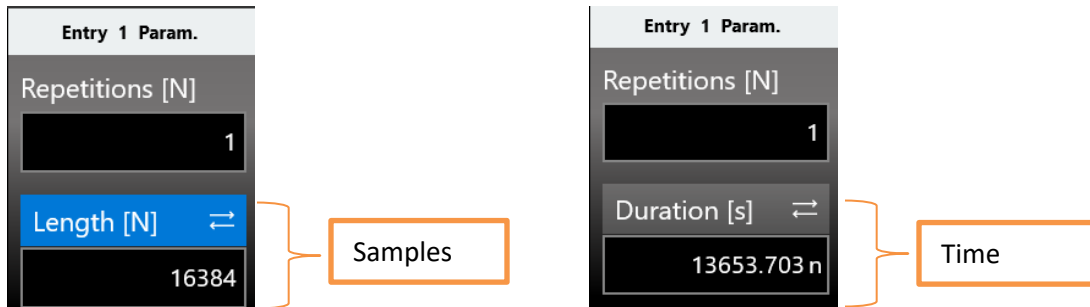 Entry 1 Param.
Repetitions [N]
1
Length [N]
16384
Samples
Entry 1 Param.
Repetitions [N]
1
Duration [s]
13653.703 n
Time